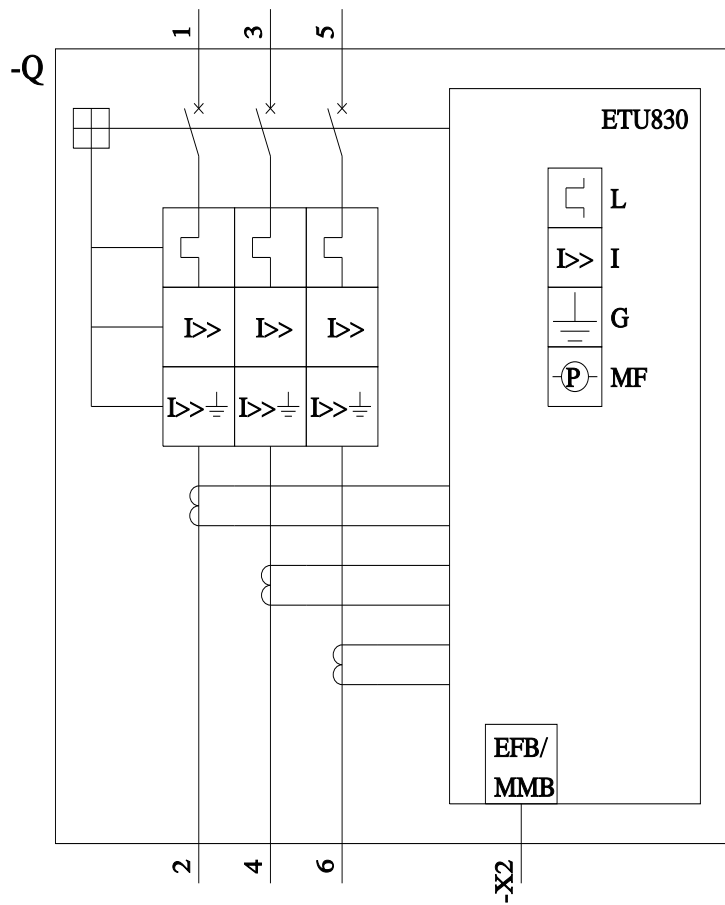 1 3 5
-Q
ETU830
L
I>> I
G
P MF
I>> I>> I>>
I>> I>> I>>
EFB/
MMB
2 4 6 -X2